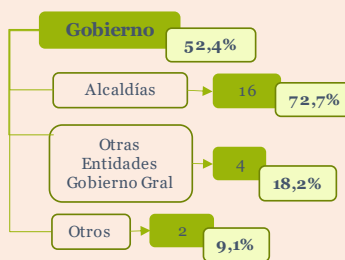 Gobierno
52,4%
Alcaldías
16
72,7%
Otras
Entidades
Gobierno Gral
4
18,2%
Otros
2
9,1%